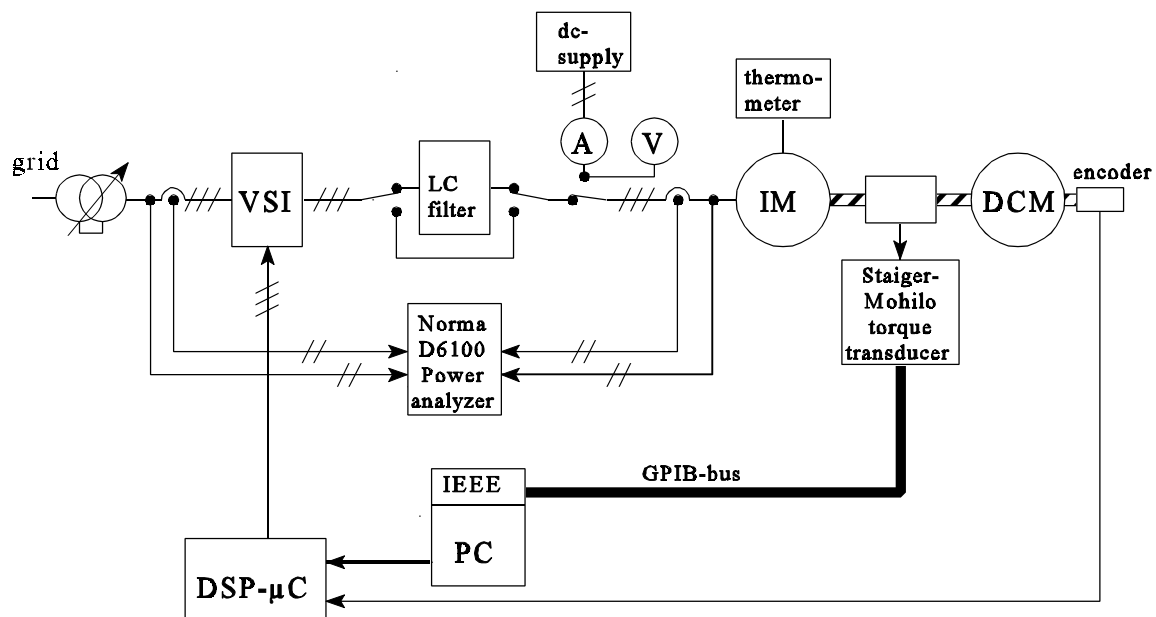 dc-
supply
thermo-
meter
grid
A
V
VSI
LC
filter
IM
DCM
encoder
Staiger-
Mohilo
torque
transducer
Norma
D6100
Power
analyzer
GPIB-bus
IEEE
PC
DSP-µC